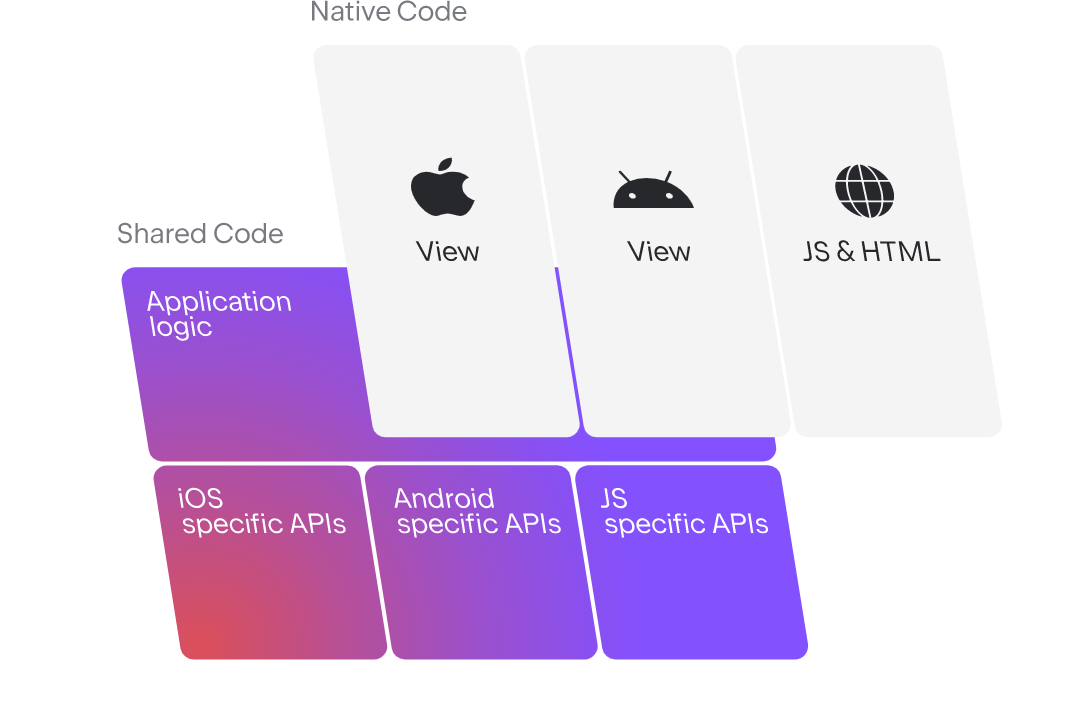 Native Code
View
View
JS & HTML
Shared Code
Application
logic
iOS
specific APIs
Android
specific APIs
JS
specific APIs